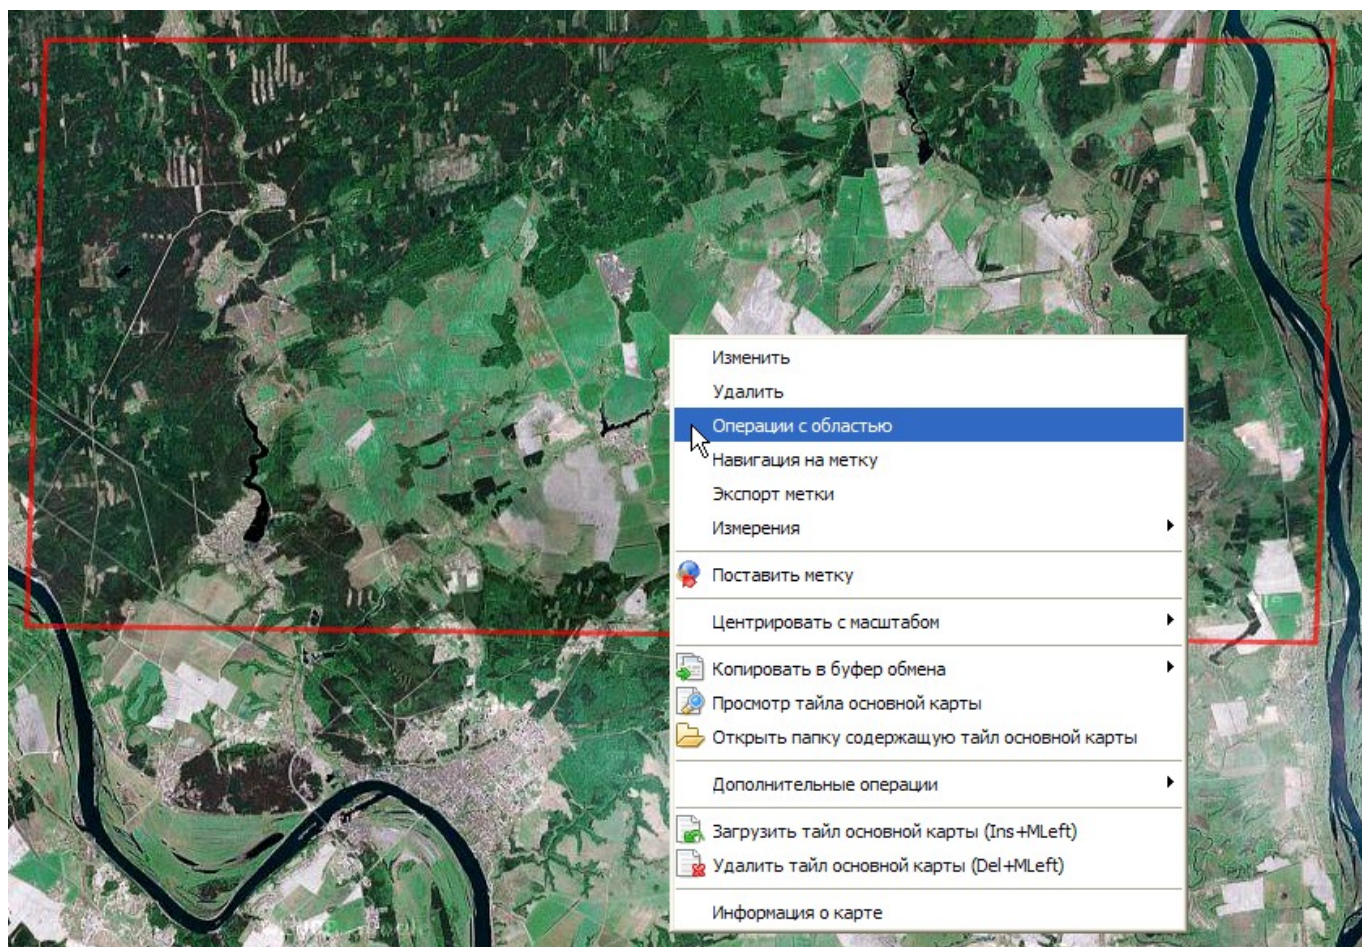 Изменить
Удалить
Операции с областью
Навигация на метку
Экспорт метки
Измерения
Поставить метку
Центрировать с масштабом
Копировать в буфер обмена
Просмотр тайла основной карты
Открыть папку содержащую тайл основной карты
Дополнительные операции
Загрузить тайл основной карты (Ins+MLeft)
Удалить тайл основной карты (Del+MLeft)
Информация о карте